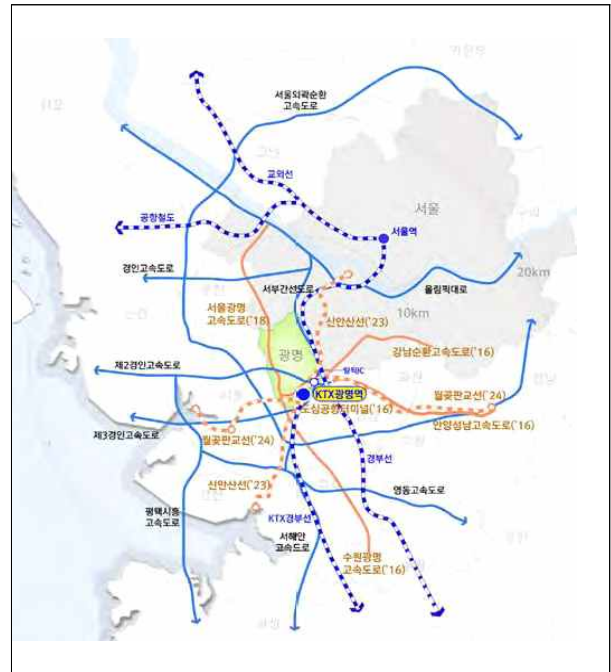 서울외곽순환
고속도로
고양
교외선
공항철도
서울
서울역
경인고속도로
20km
서부간선도로
올림픽대로
서울광명
고속도로('18)
10km
신안산선('23)
강남순환고속도로('16)
광명
제2경인고속도로
일직IC
KTX광명역
월곶판교선('24)
도심공항터미널('16)
제3경인고속도로
월곶판교선('24)
안양성남고속도로('16)
경부선
신안산선('23)
영동고속도로
평택시흥
고속도로
KTX경부선
서해안
고속도로
수원광명
고속도로('16)